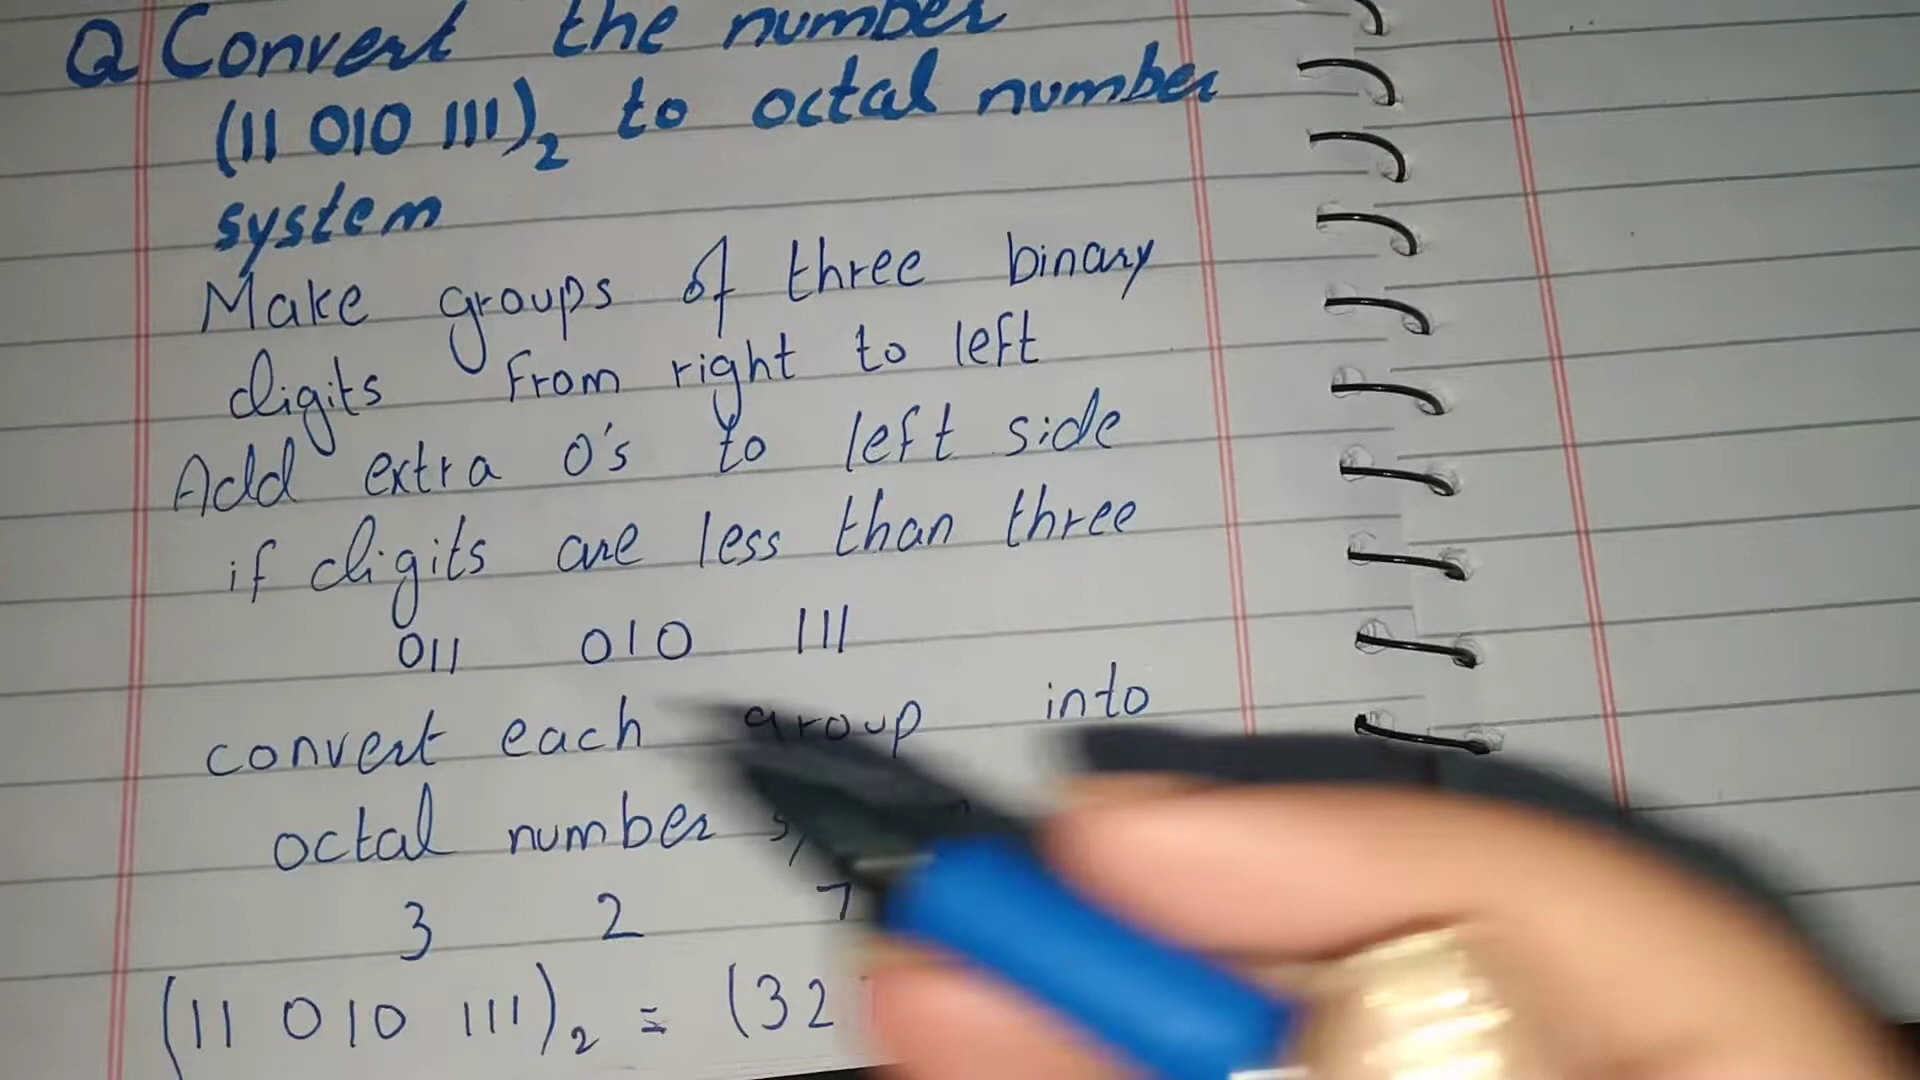 Q Convert the number
(11 010 111)₂ to octal number
system
Make groups of three binary
digits from right to left
Add extra 0's to left side
if digits are less than three
011 010 111
convert each group into
octal number
3 2 7
(11 010 111)₂ = (32